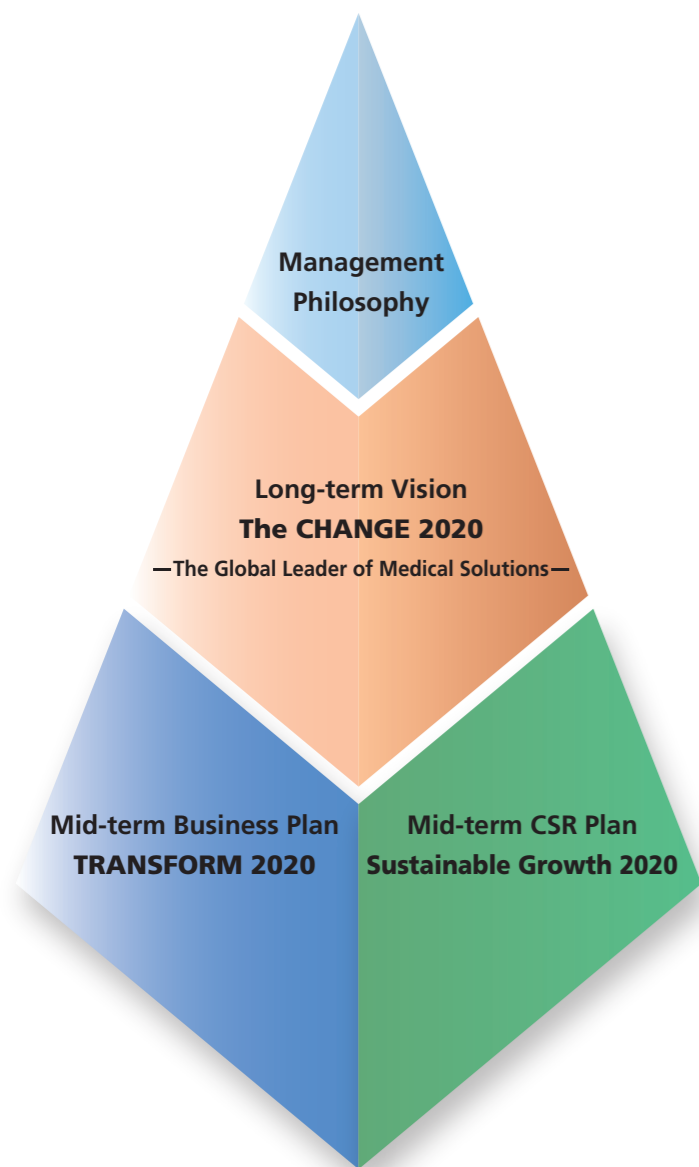 Management
Philosophy
Long-term Vision
The CHANGE 2020
—The Global Leader of Medical Solutions—
Mid-term Business Plan
TRANSFORM 2020
Mid-term CSR Plan
Sustainable Growth 2020